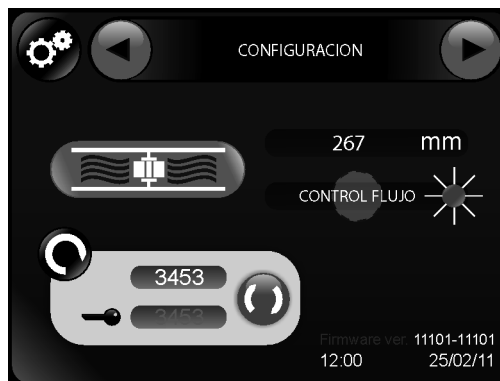 CONFIGURACION
267 mm
CONTROL FLUJO
3453
3453
Firmware ver. 11101-11101
12:00 25/02/11